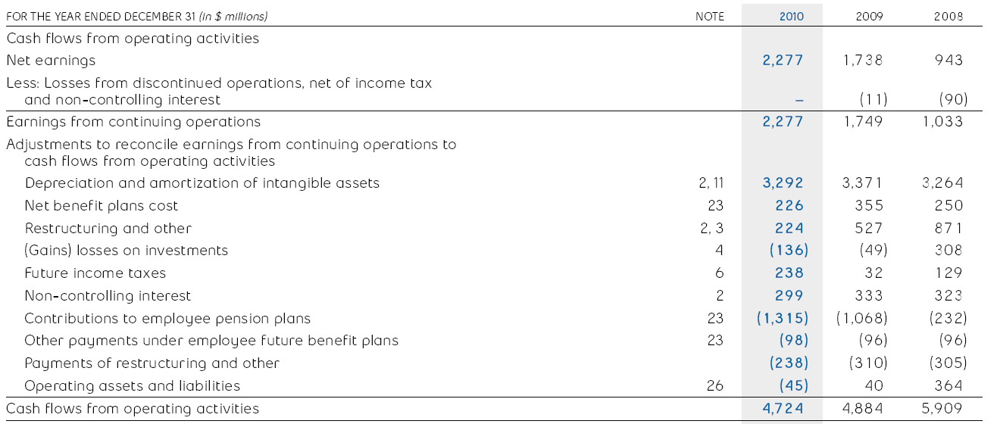 FOR THE YEAR ENDED DECEMBER 31 (in $ millions) NOTE 2010 2009 2008
Cash flows from operating activities
Net earnings 2,277 1,738 943
Less: Losses from discontinued operations, net of income tax
and non-controlling interest – (11) (90)
Earnings from continuing operations 2,277 1,749 1,033
Adjustments to reconcile earnings from continuing operations to
cash flows from operating activities
Depreciation and amortization of intangible assets 2, 11 3,292 3,371 3,264
Net benefit plans cost 23 226 355 250
Restructuring and other 2, 3 224 527 871
(Gains) losses on investments 4 (136) (49) 308
Future income taxes 6 238 32 129
Non-controlling interest 2 299 333 323
Contributions to employee pension plans 23 (1,315) (1,068) (232)
Other payments under employee future benefit plans 23 (98) (96) (96)
Payments of restructuring and other (238) (310) (305)
Operating assets and liabilities 26 (45) 40 364
Cash flows from operating activities 4,724 4,884 5,909